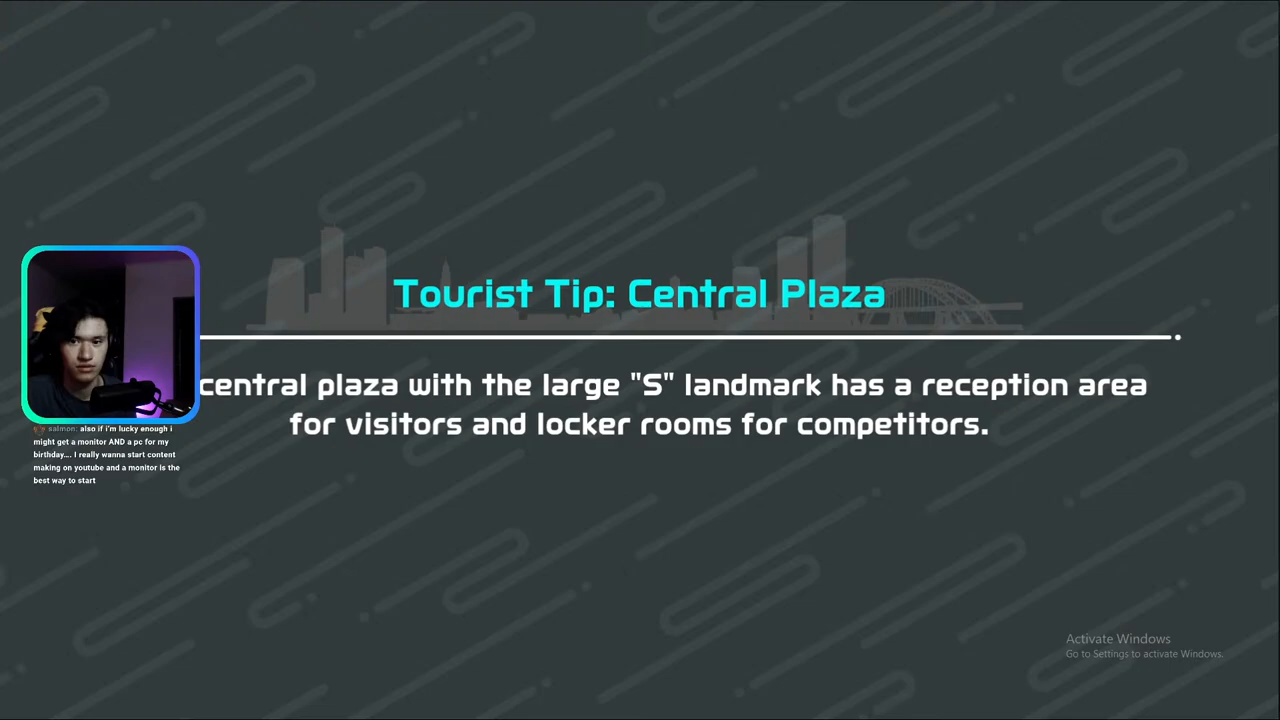 Tourist Tip: Central Plaza
central plaza with the large "S" landmark has a reception area
for visitors and locker rooms for competitors.
salmon: also if i'm lucky enough i
might get a monitor AND a pc for my
birthday.... I really wanna start content
making on youtube and a monitor is the
best way to start
Activate Windows
Go to Settings to activate Windows.